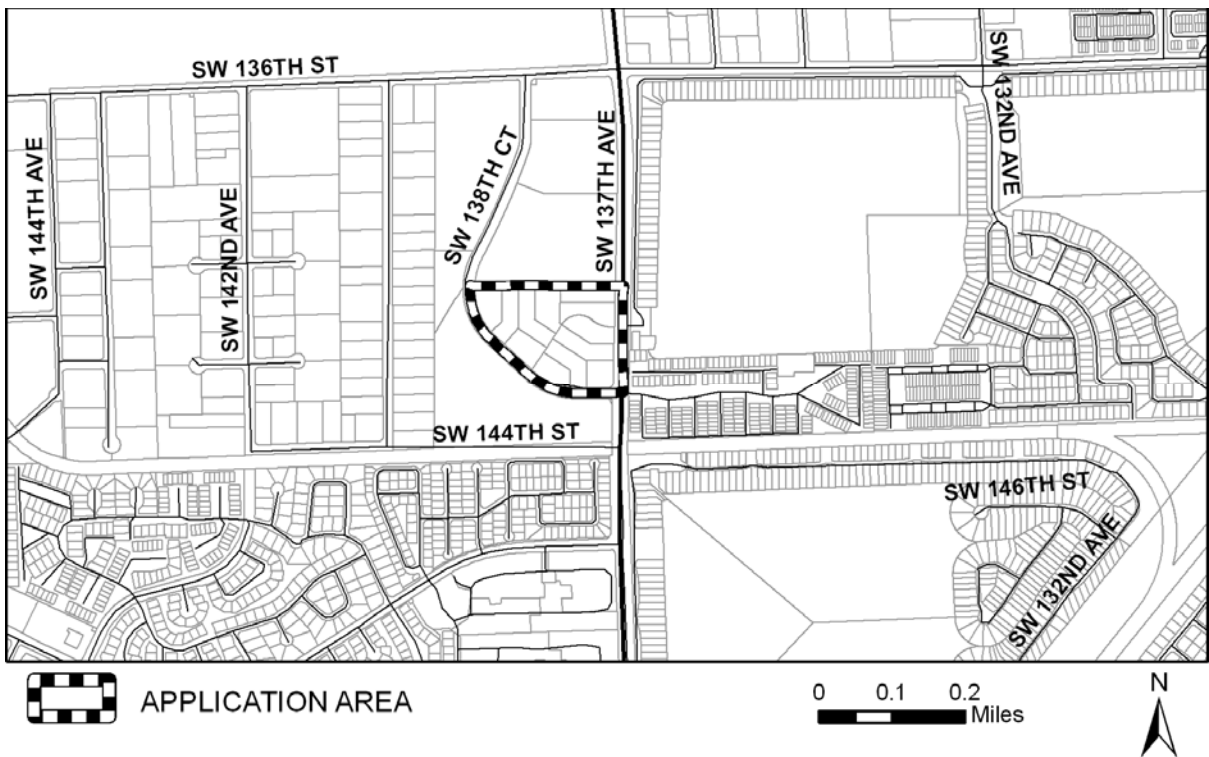 SW 136TH ST
SW 132ND AVE
SW 144TH AVE
SW 142ND AVE
SW 138TH CT
SW 137TH AVE
SW 144TH ST
SW 146TH ST
SW 132ND AVE
APPLICATION AREA
0 0.1 0.2
Miles
N